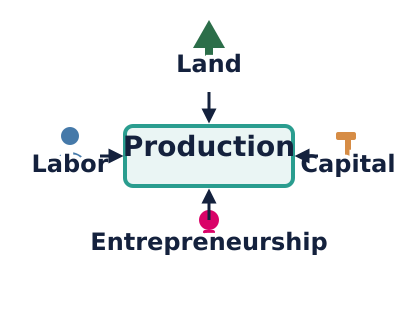 Land
Production
Labor
Capital
Entrepreneurship